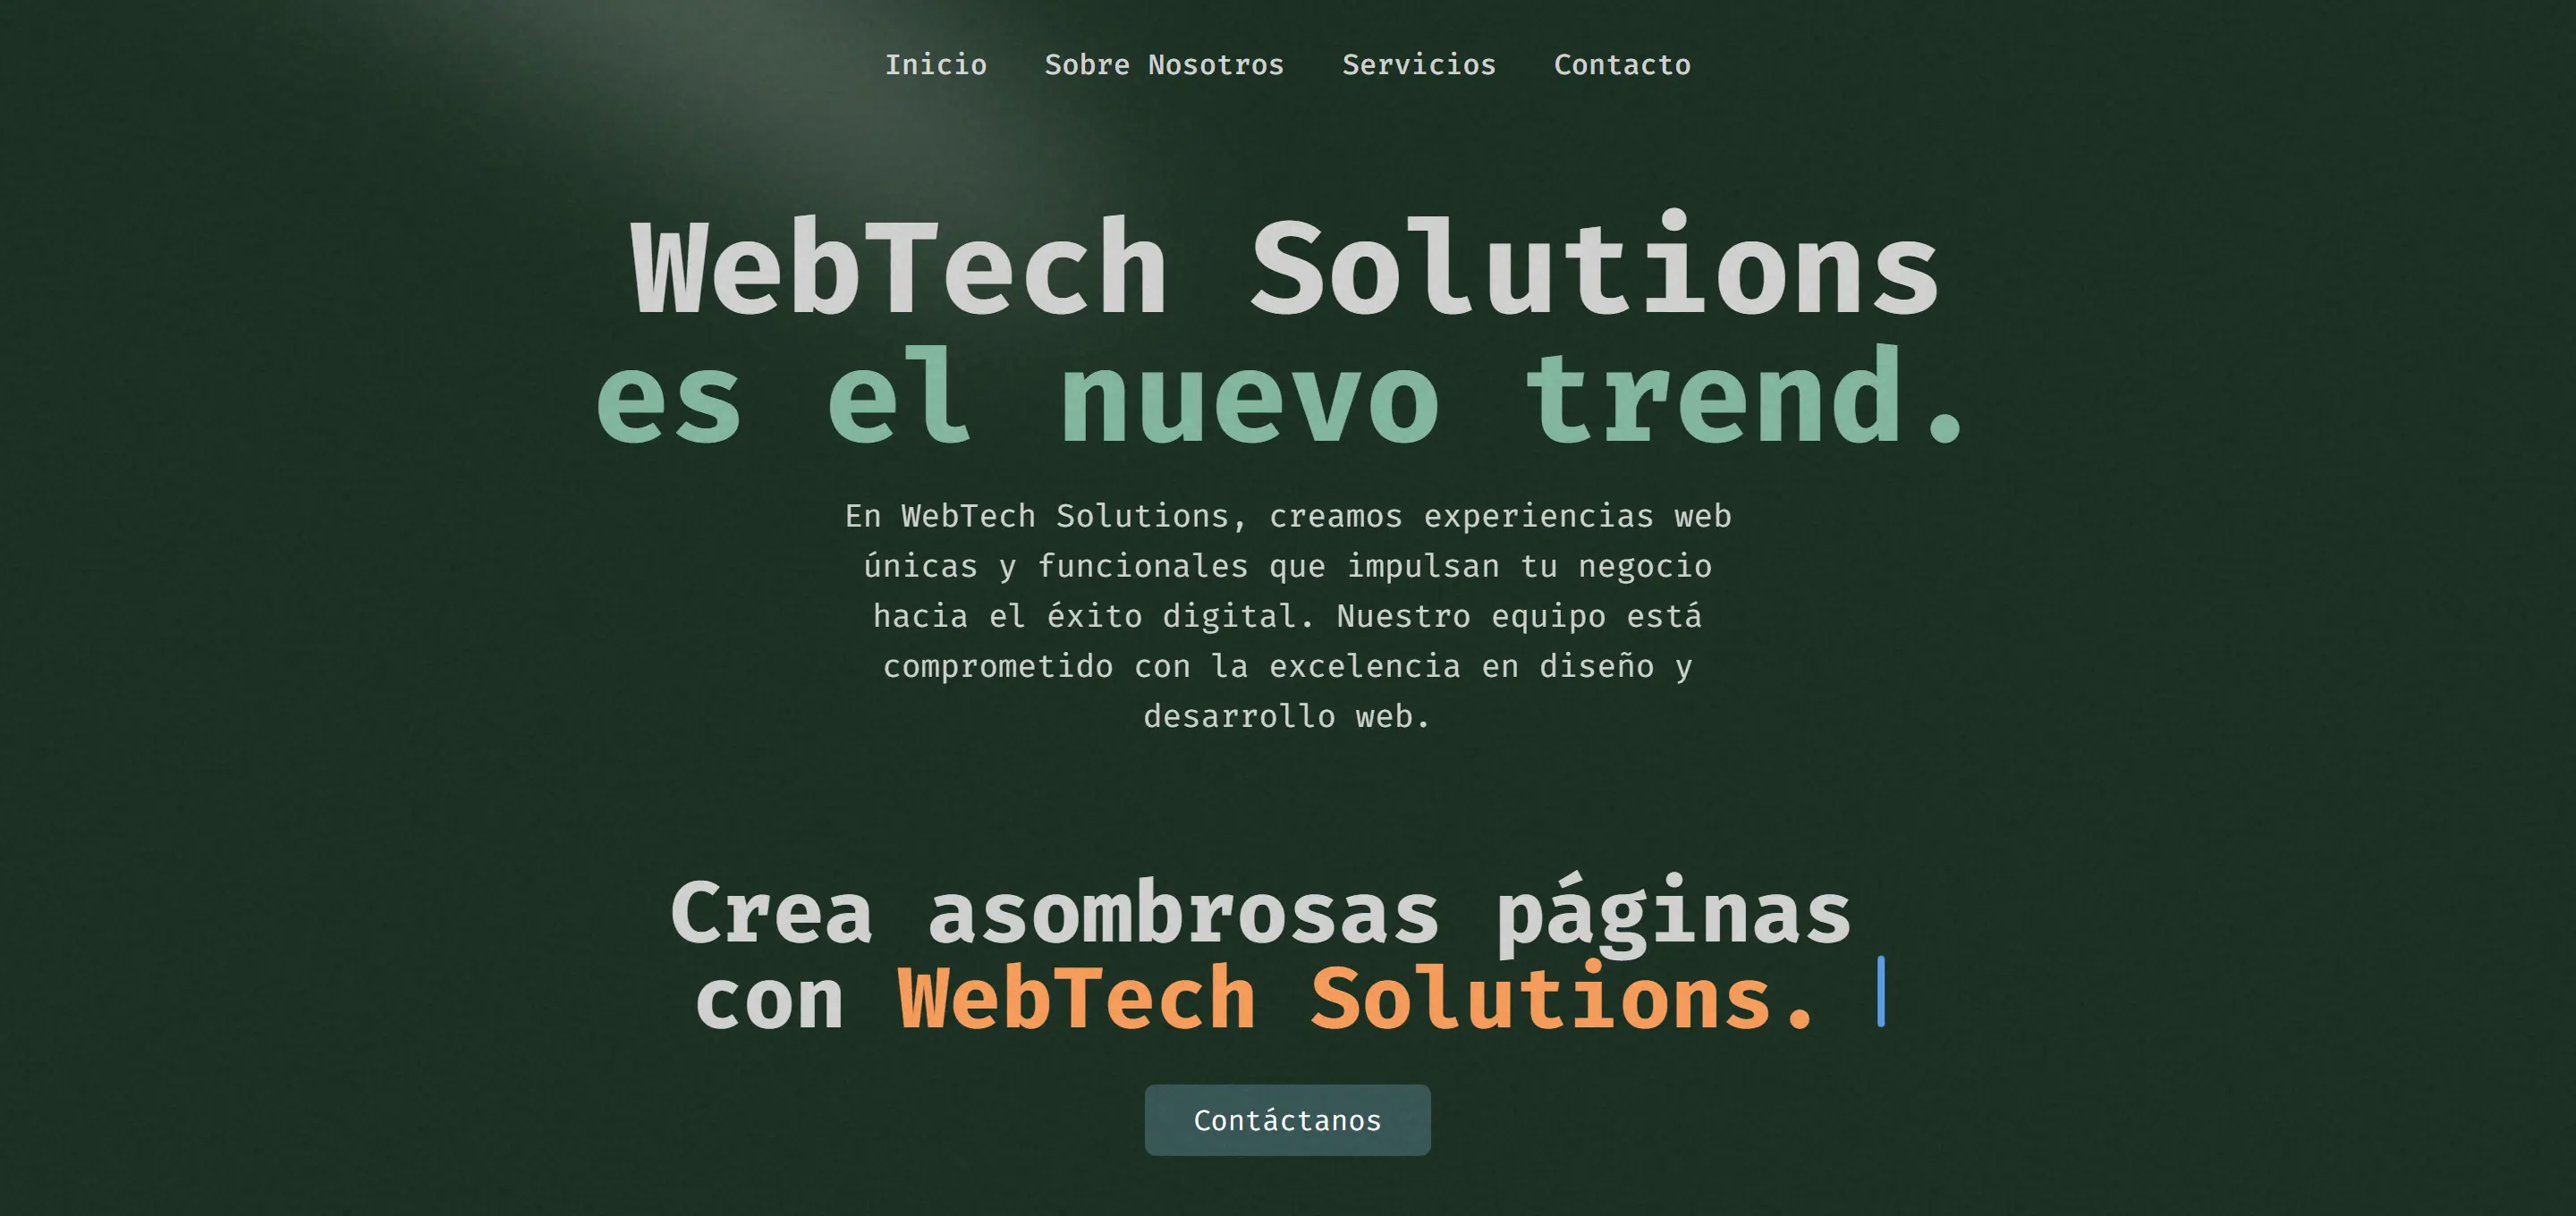 Inicio Sobre Nosotros Servicios Contacto
WebTech Solutions
es el nuevo trend.
En WebTech Solutions, creamos experiencias web
únicas y funcionales que impulsan tu negocio
hacia el éxito digital. Nuestro equipo está
comprometido con la excelencia en diseño y
desarrollo web.
Crea asombrosas páginas
con WebTech Solutions.
Contáctanos